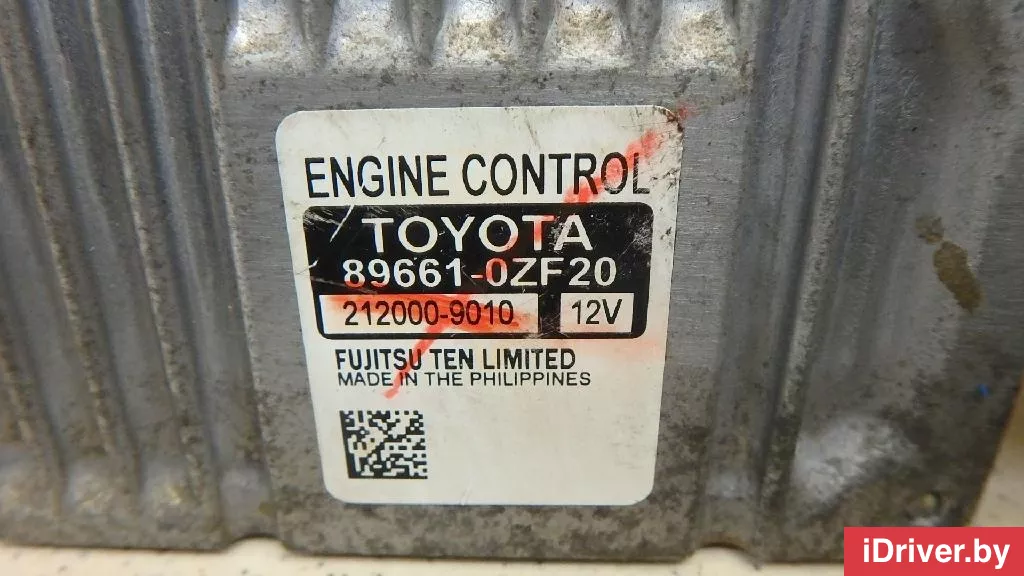 ENGINE CONTROL
TOYOTA
89661-0ZF20
212000-9010 12V
FUJITSU TEN LIMITED
MADE IN THE PHILIPPINES
iDriver.by